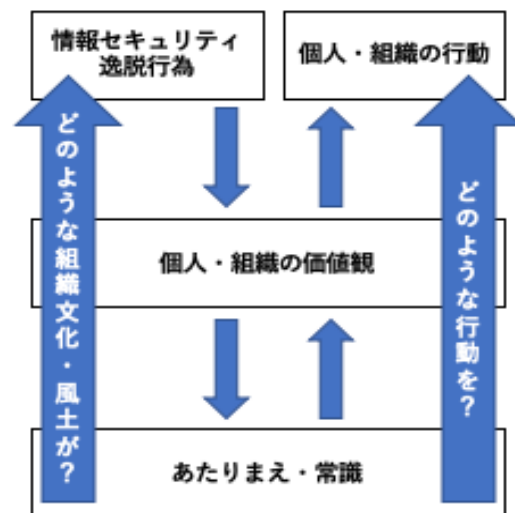 情報セキュリティ
逸脱行為
個人・組織の行動
どのような組織文化・風土が？
どのような行動を？
個人・組織の価値観
あたりまえ・常識